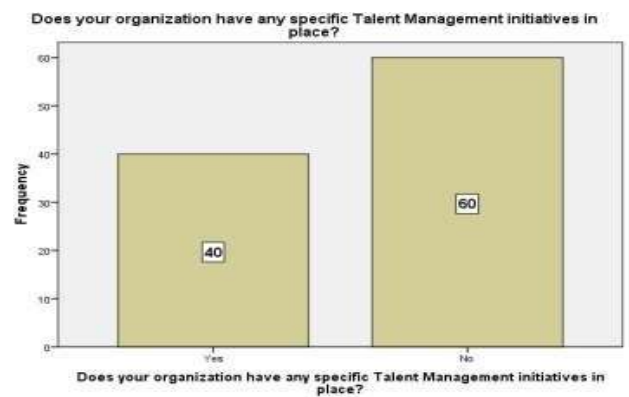 Does your organization have any specific Talent Management initiatives in
place?
60
50
40
30
20
10
0
Frequency
40
60
Yes
No
Does your organization have any specific Talent Management initiatives in
place?